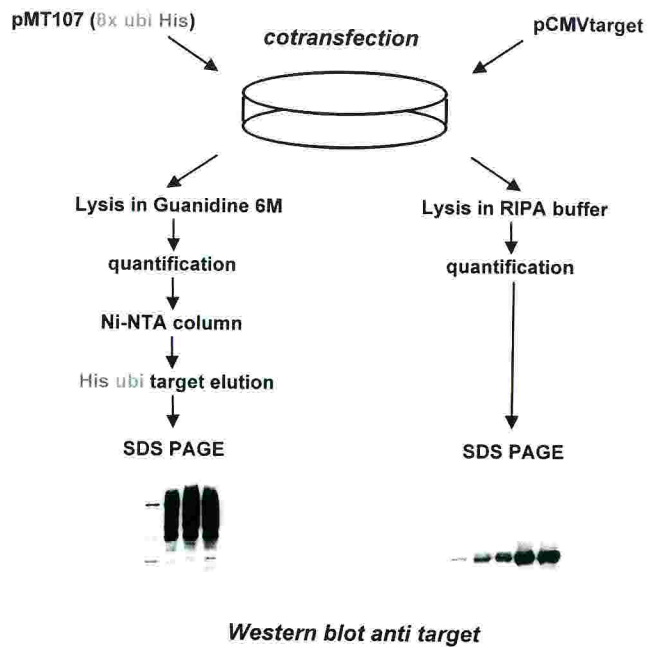 pMT107 (8x ubi His)
cotransfection
pCMVtarget
Lysis in Guanidine 6M
Lysis in RIPA buffer
quantification
quantification
Ni-NTA column
His ubi target elution
SDS PAGE
SDS PAGE
Western blot anti target